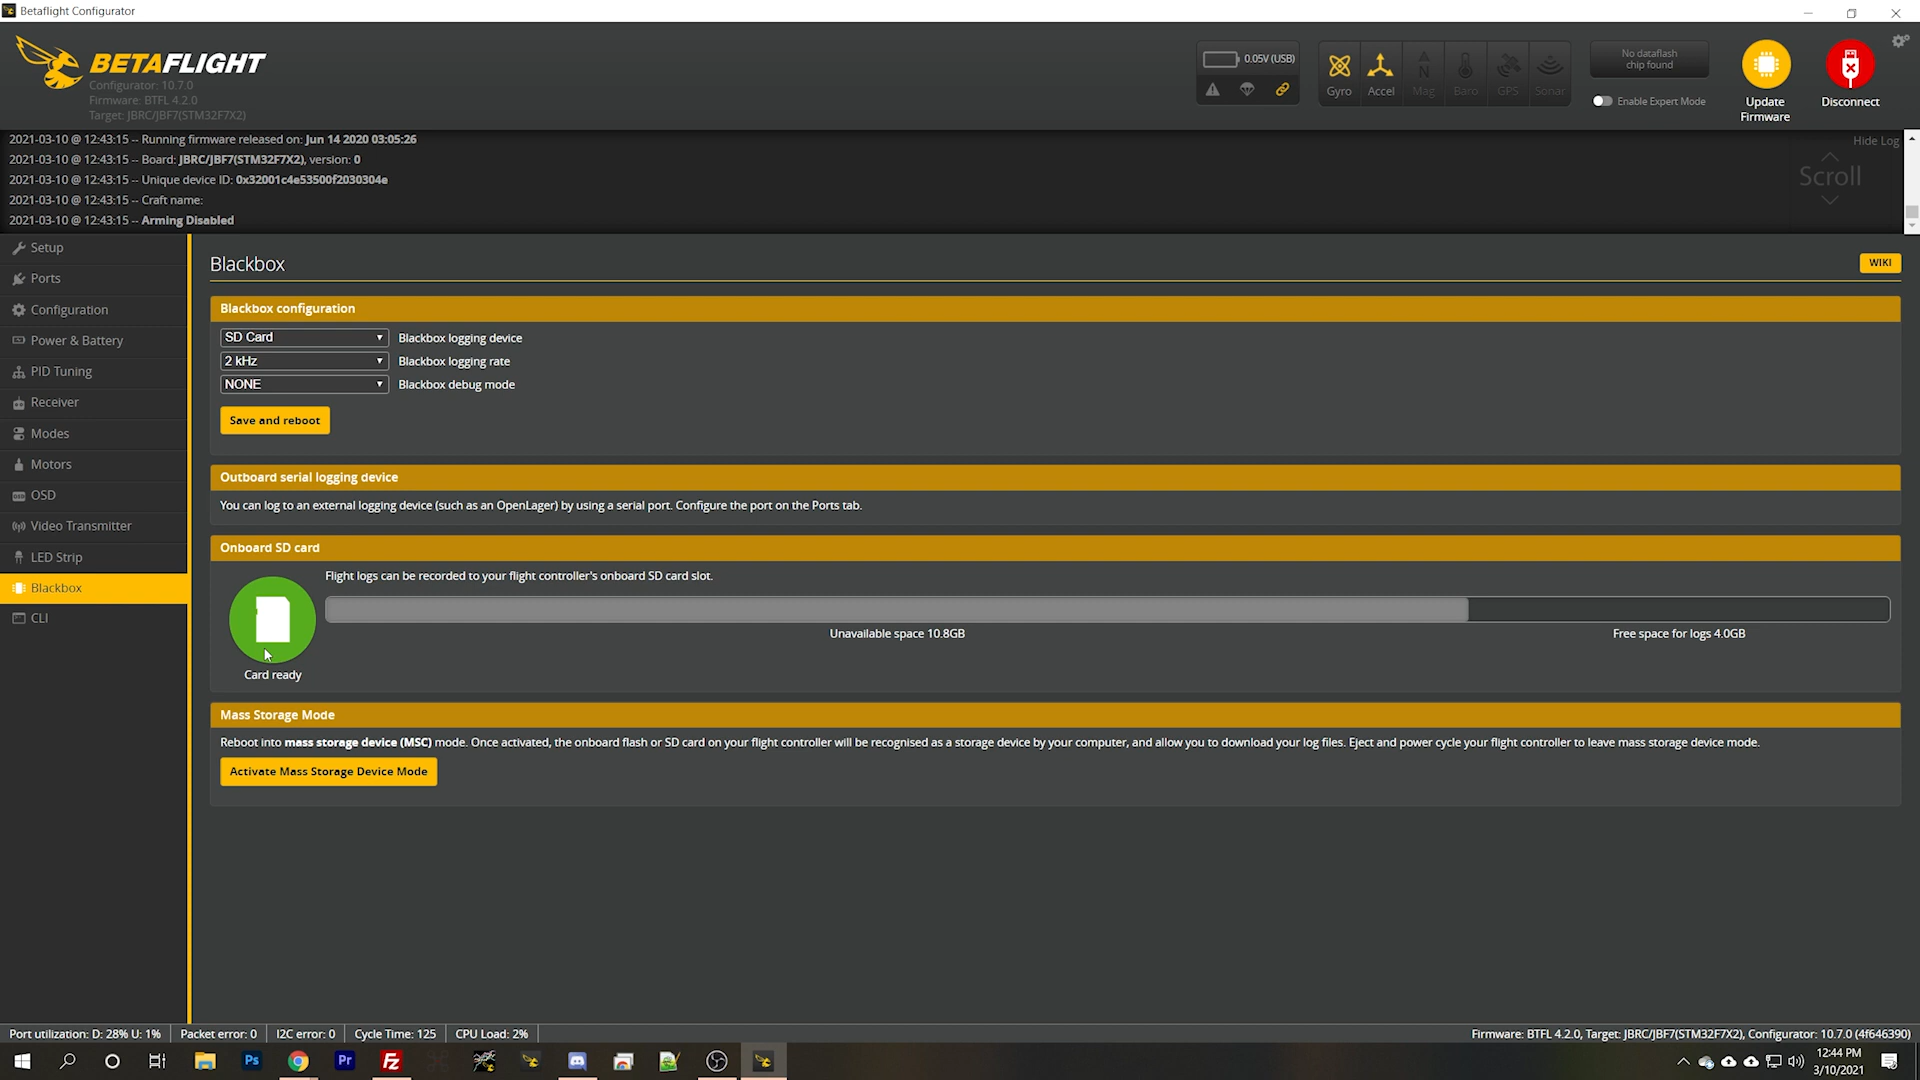 Betaflight Configurator
BETAFLIGHT
Configurator: 10.7.0
Firmware: BTFL 4.2.0
Target: JBRC/JBF7(STM32F7X2)
0.05V (USB)
Gyro
Accel
Mag
Baro
GPS
Sonar
No dataflash
chip found
Enable Expert Mode
Update
Firmware
Disconnect
2021-03-10 @ 12:43:15 -- Running firmware released on: Jun 14 2020 03:05:26
2021-03-10 @ 12:43:15 -- Board: JBRC/JBF7(STM32F7X2), version: 0
2021-03-10 @ 12:43:15 -- Unique device ID: 0x32001c4e53500f2030304e
2021-03-10 @ 12:43:15 -- Craft name:
2021-03-10 @ 12:43:15 -- Arming Disabled
Hide Log
Scroll
Setup
Ports
Configuration
Power & Battery
PID Tuning
Receiver
Modes
Motors
OSD
Video Transmitter
LED Strip
Blackbox
CLI
Blackbox
WIKI
Blackbox configuration
SD Card Blackbox logging device
2 kHz Blackbox logging rate
NONE Blackbox debug mode
Save and reboot
Outboard serial logging device
You can log to an external logging device (such as an OpenLager) by using a serial port. Configure the port on the Ports tab.
Onboard SD card
Flight logs can be recorded to your flight controller's onboard SD card slot.
Unavailable space 10.8GB
Free space for logs 4.0GB
Card ready
Mass Storage Mode
Reboot into mass storage device (MSC) mode. Once activated, the onboard flash or SD card on your flight controller will be recognised as a storage device by your computer, and allow you to download your log files. Eject and power cycle your flight controller to leave mass storage device mode.
Activate Mass Storage Device Mode
Port utilization: D: 28% U: 1%
Packet error: 0
I2C error: 0
Cycle Time: 125
CPU Load: 2%
Firmware: BTFL 4.2.0, Target: JBRC/JBF7(STM32F7X2), Configurator: 10.7.0 (4f646390)
Ps
Pr
FZ
12:44 PM
3/10/2021